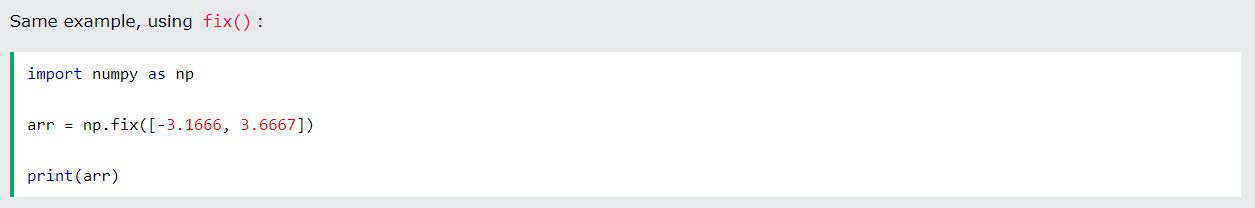 Same example, using fix() :
import numpy as np
arr = np.fix([-3.1666, 3.6667])
print(arr)